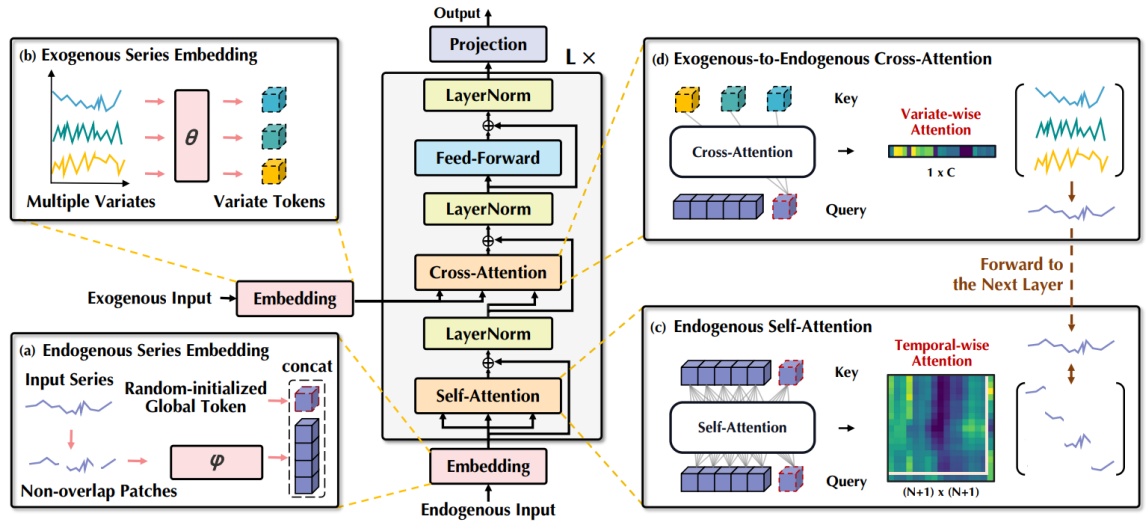 Output
Projection
L ×
LayerNorm
Feed-Forward
LayerNorm
Cross-Attention
LayerNorm
Self-Attention
Embedding
Endogenous Input
Exogenous Input
Embedding
(b) Exogenous Series Embedding
θ
Multiple Variates
Variate Tokens
(a) Endogenous Series Embedding
Input Series
Random-initialized
Global Token
concat
φ
Non-overlap Patches
(d) Exogenous-to-Endogenous Cross-Attention
Key
Cross-Attention
Query
Variate-wise
Attention
1 x C
Forward to
the Next Layer
(c) Endogenous Self-Attention
Key
Self-Attention
Query
Temporal-wise
Attention
(N+1) x (N+1)